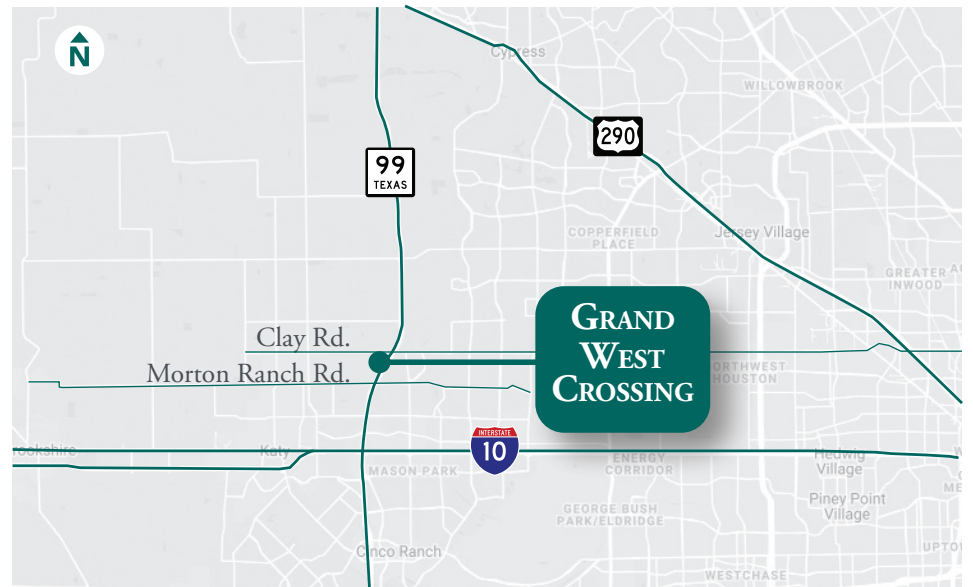 N
Cypress
WILLOWBROOK
290
99
TEXAS
COPPERFIELD
PLACE
Jersey Village
GREATER
INWOOD
GRAND
WEST
CROSSING
Clay Rd.
Morton Ranch Rd.
HOUSTON
Katy
INTERSTATE
10
MASON PARK
ENERGY
CORRIDOR
Hedwig
Village
Piney Point
Village
GEORGE BUSH
PARK/ELDRIDGE
Cinco Ranch
WESTCHASE